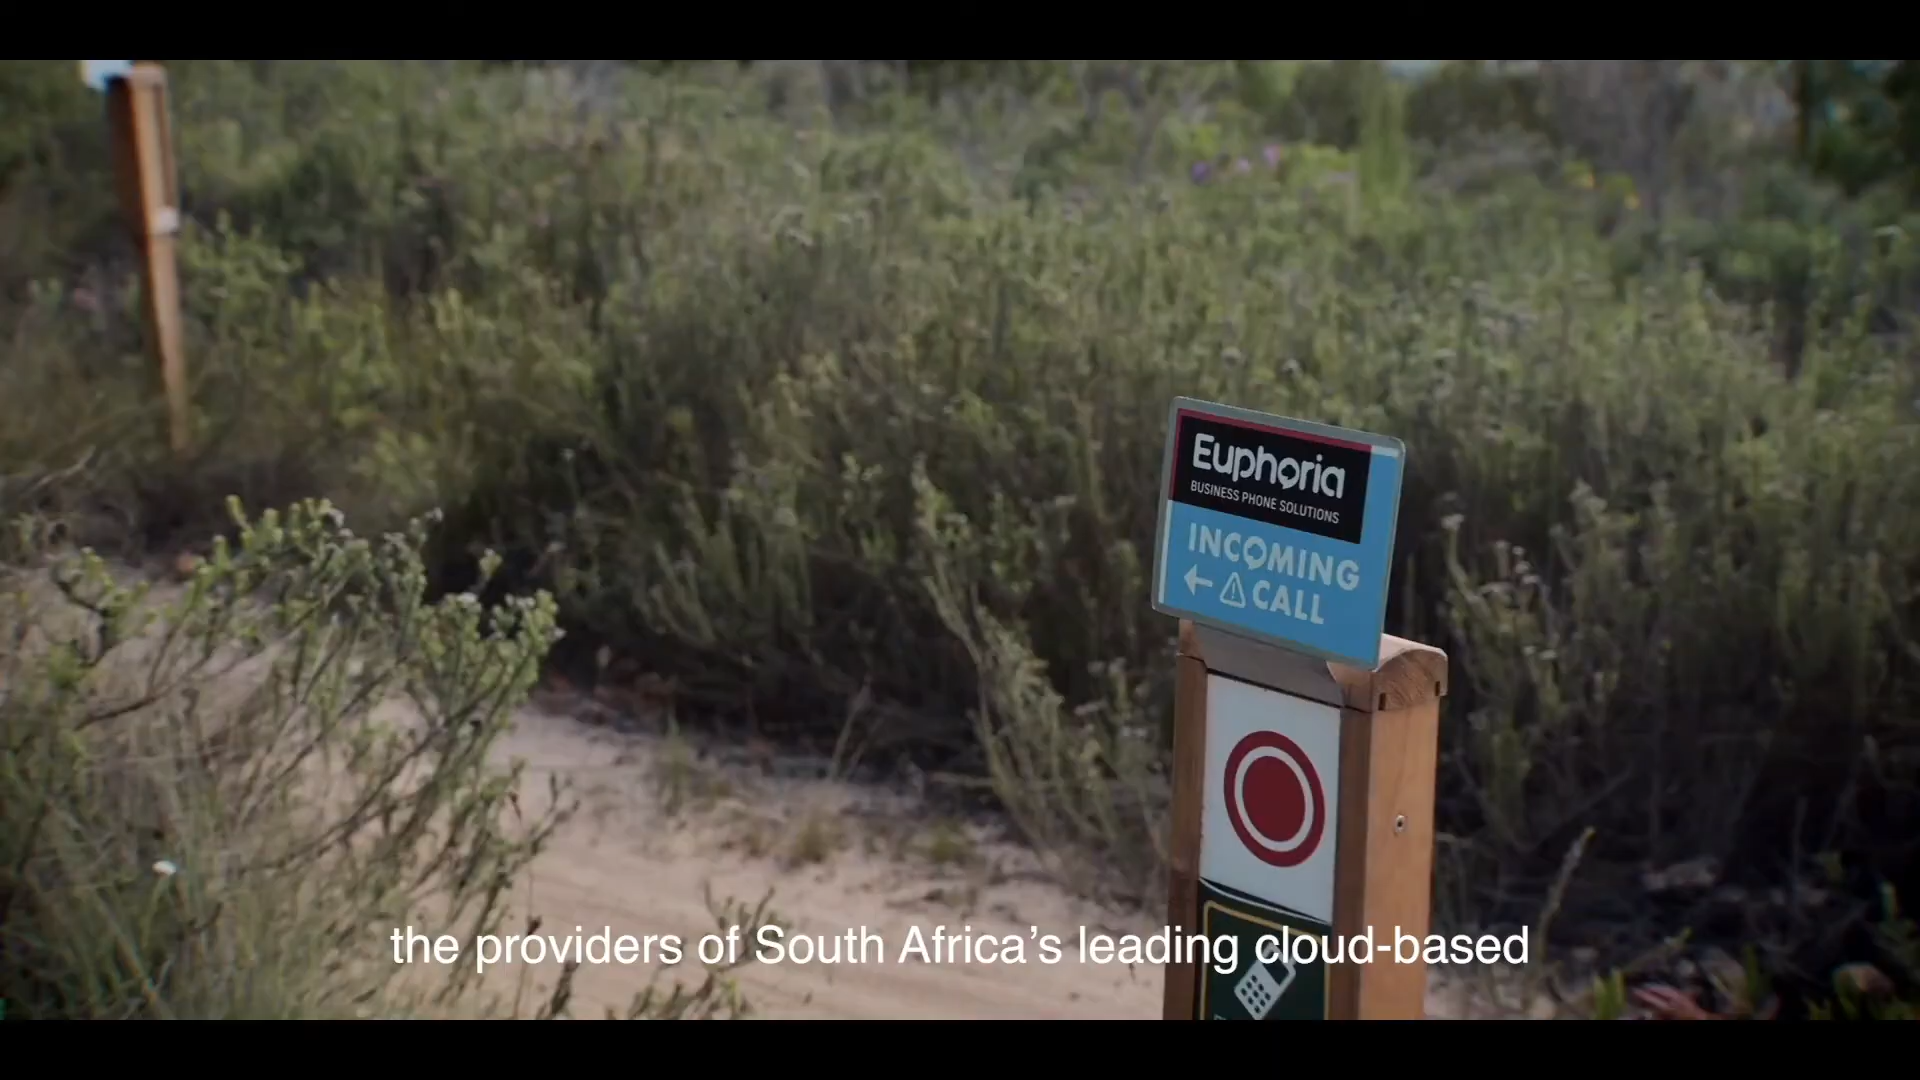 Euphoria
BUSINESS PHONE SOLUTIONS
INCOMING
CALL
the providers of South Africa’s leading cloud-based